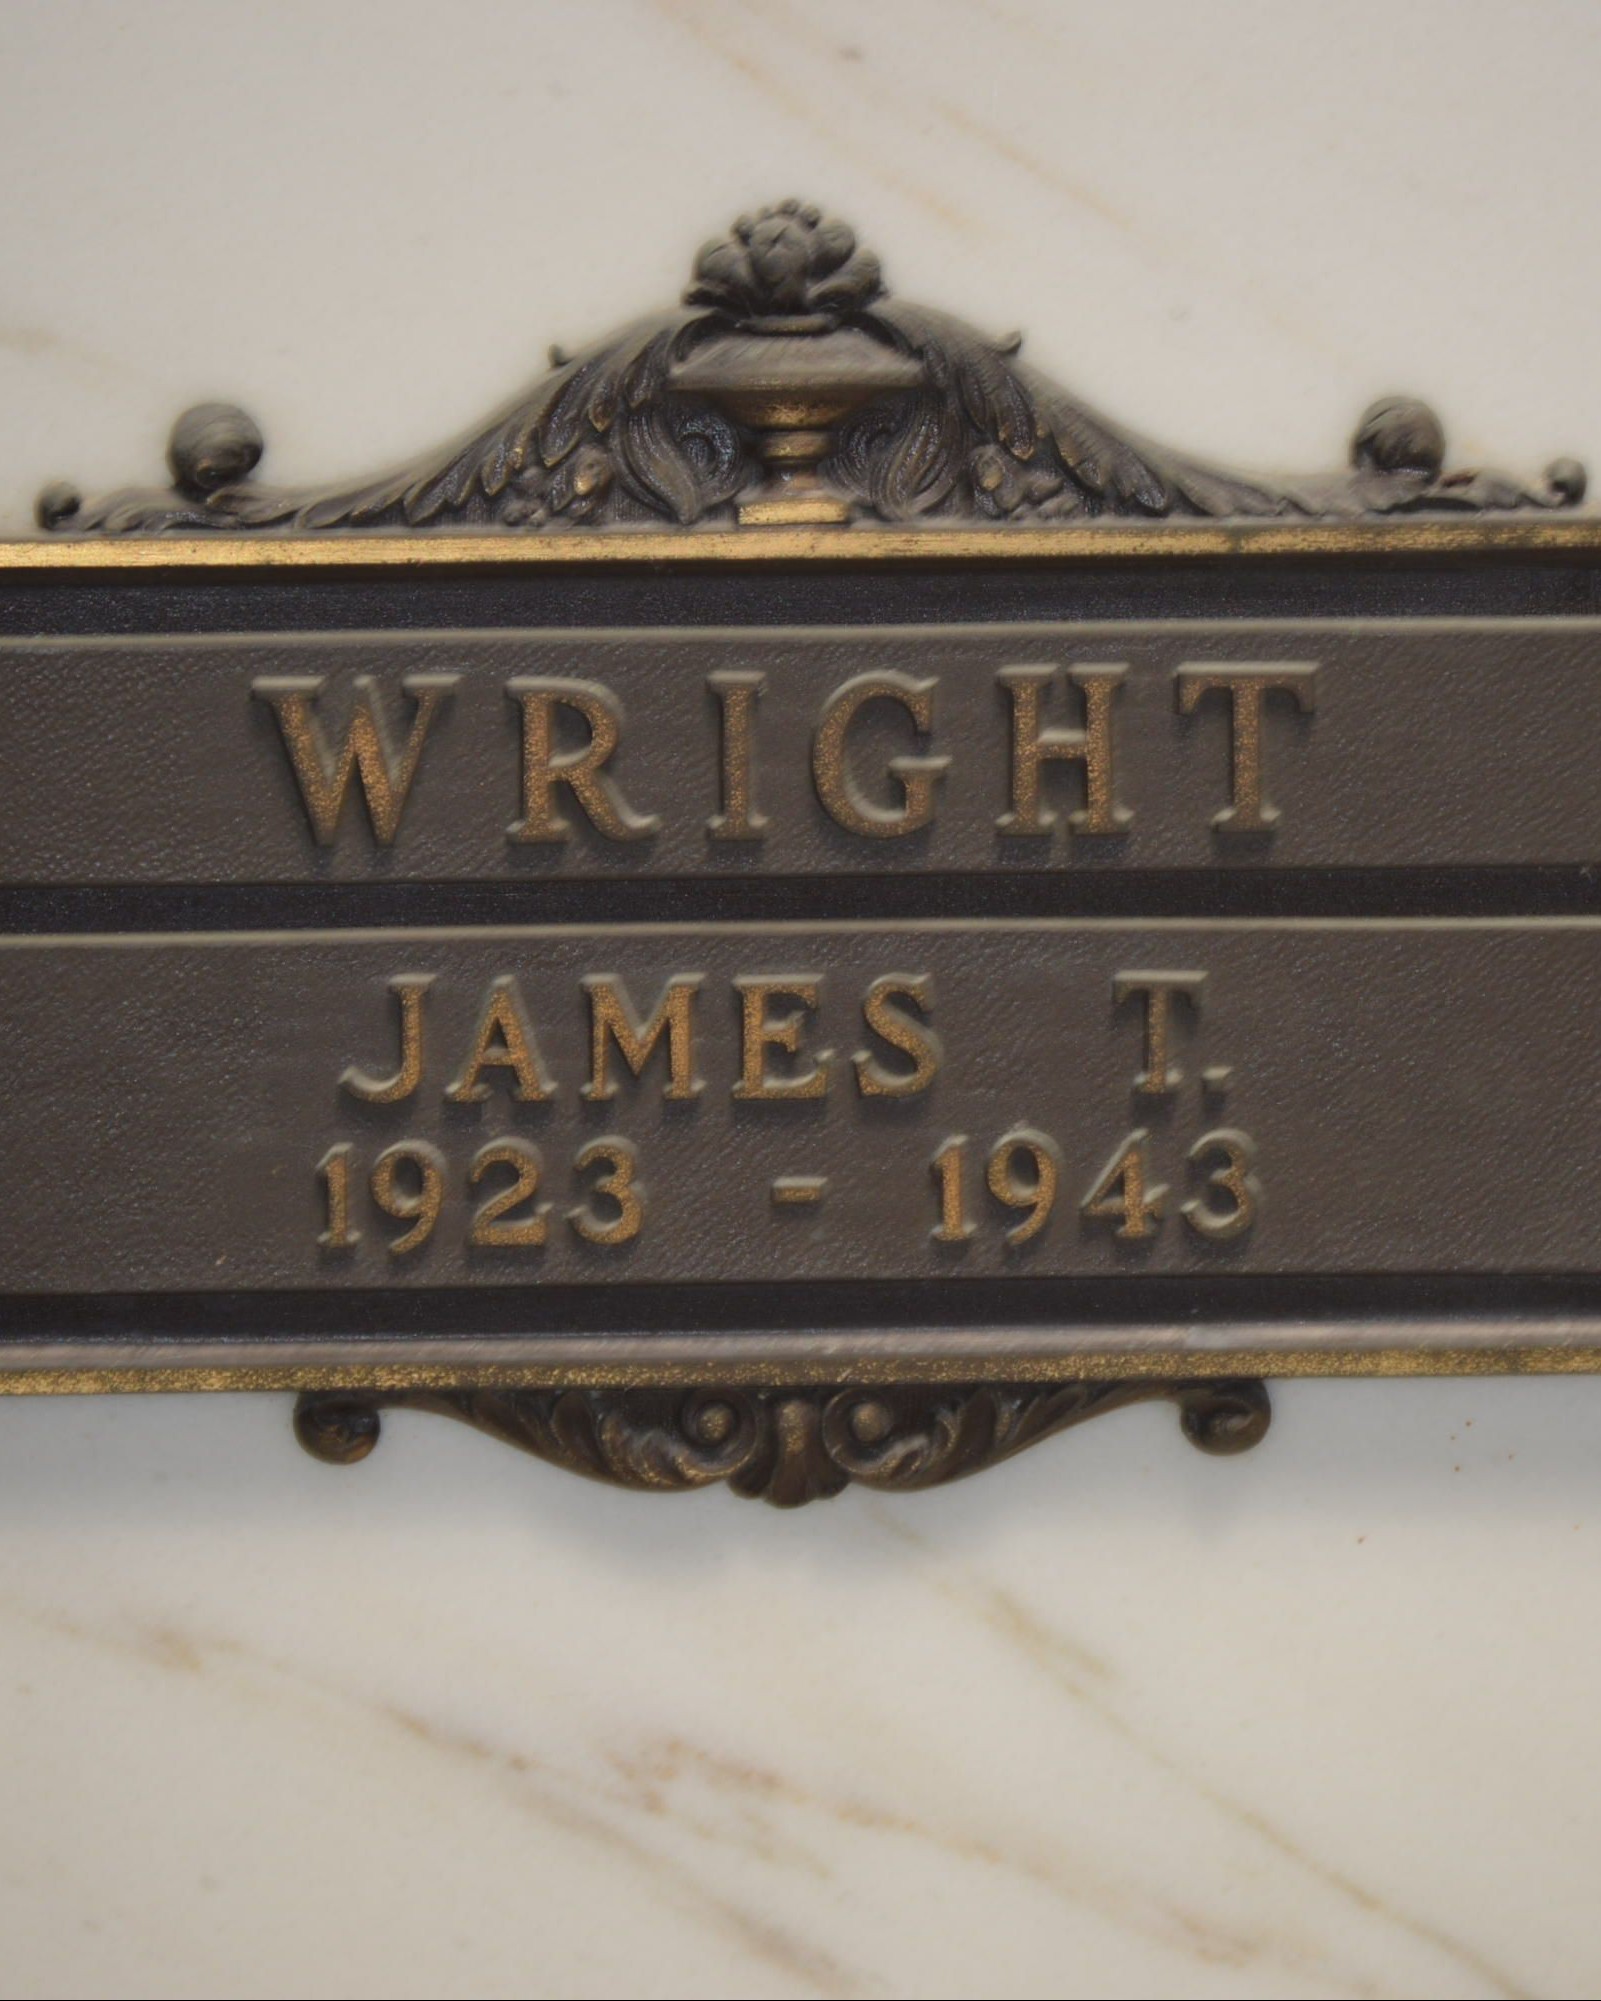 WRIGHT
JAMES T.
1923 - 1943